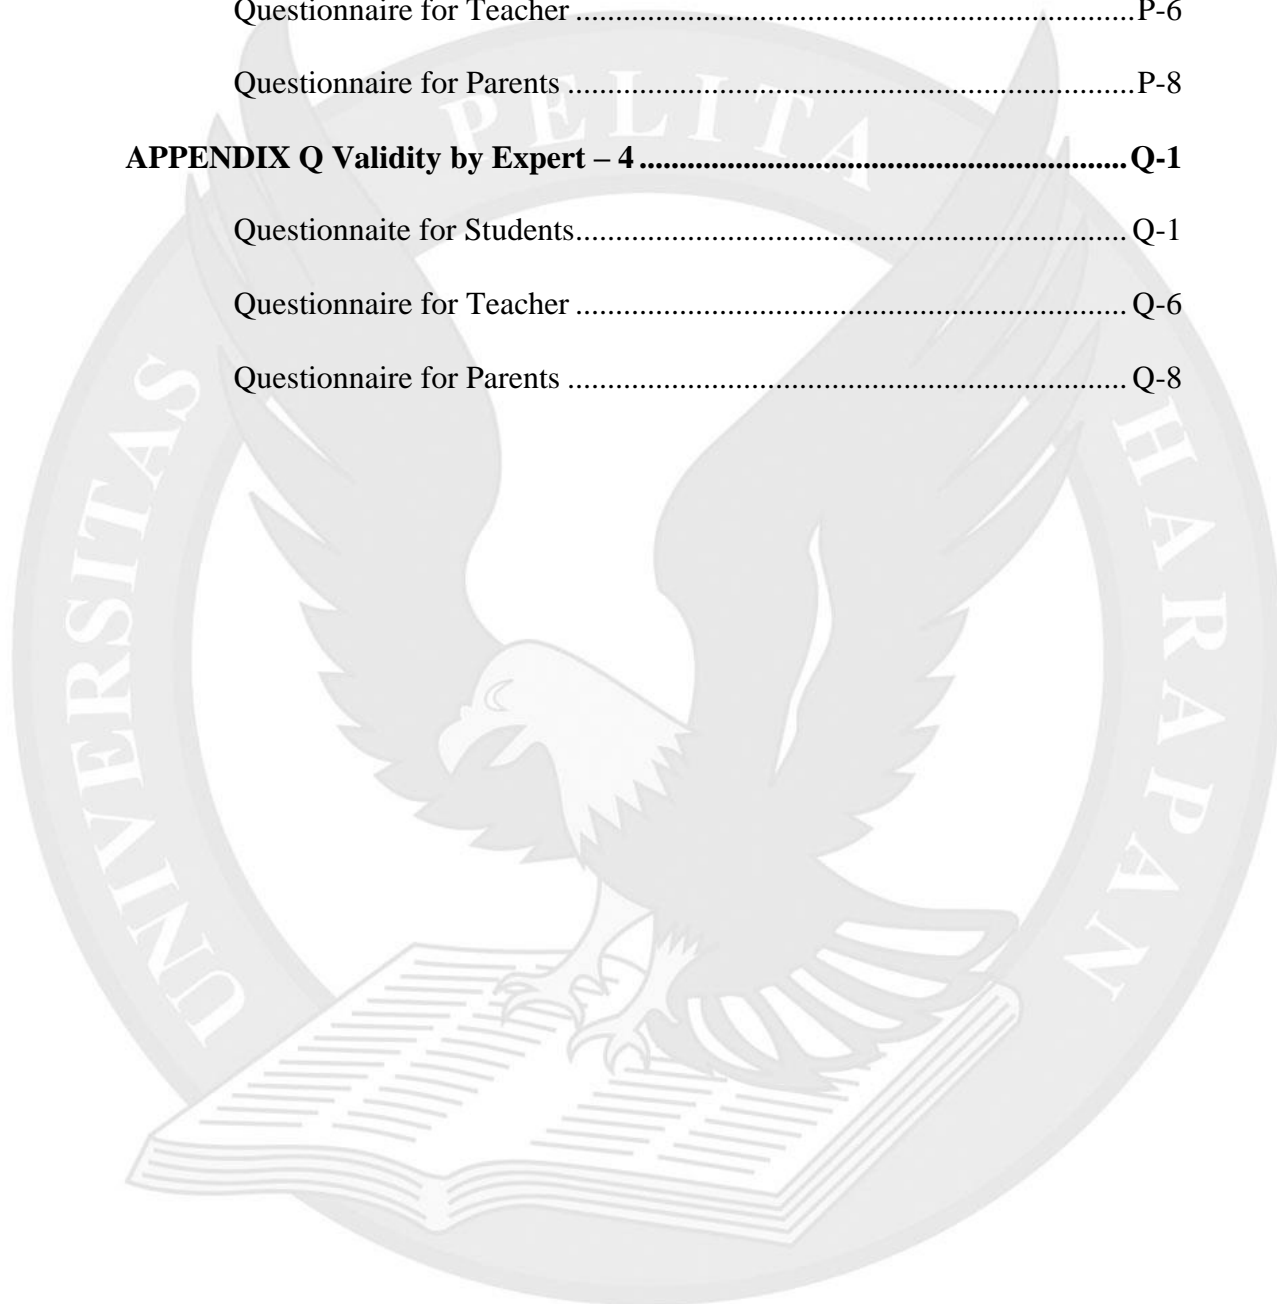 Questionnaire for Teacher ......................................................................P-6
Questionnaire for Parents .......................................................................P-8
APPENDIX Q Validity by Expert – 4 .............................................................Q-1
Questionnaite for Students..................................................................... Q-1
Questionnaire for Teacher ..................................................................... Q-6
Questionnaire for Parents ...................................................................... Q-8
UNIVERSITAS PELITA HARAPAN